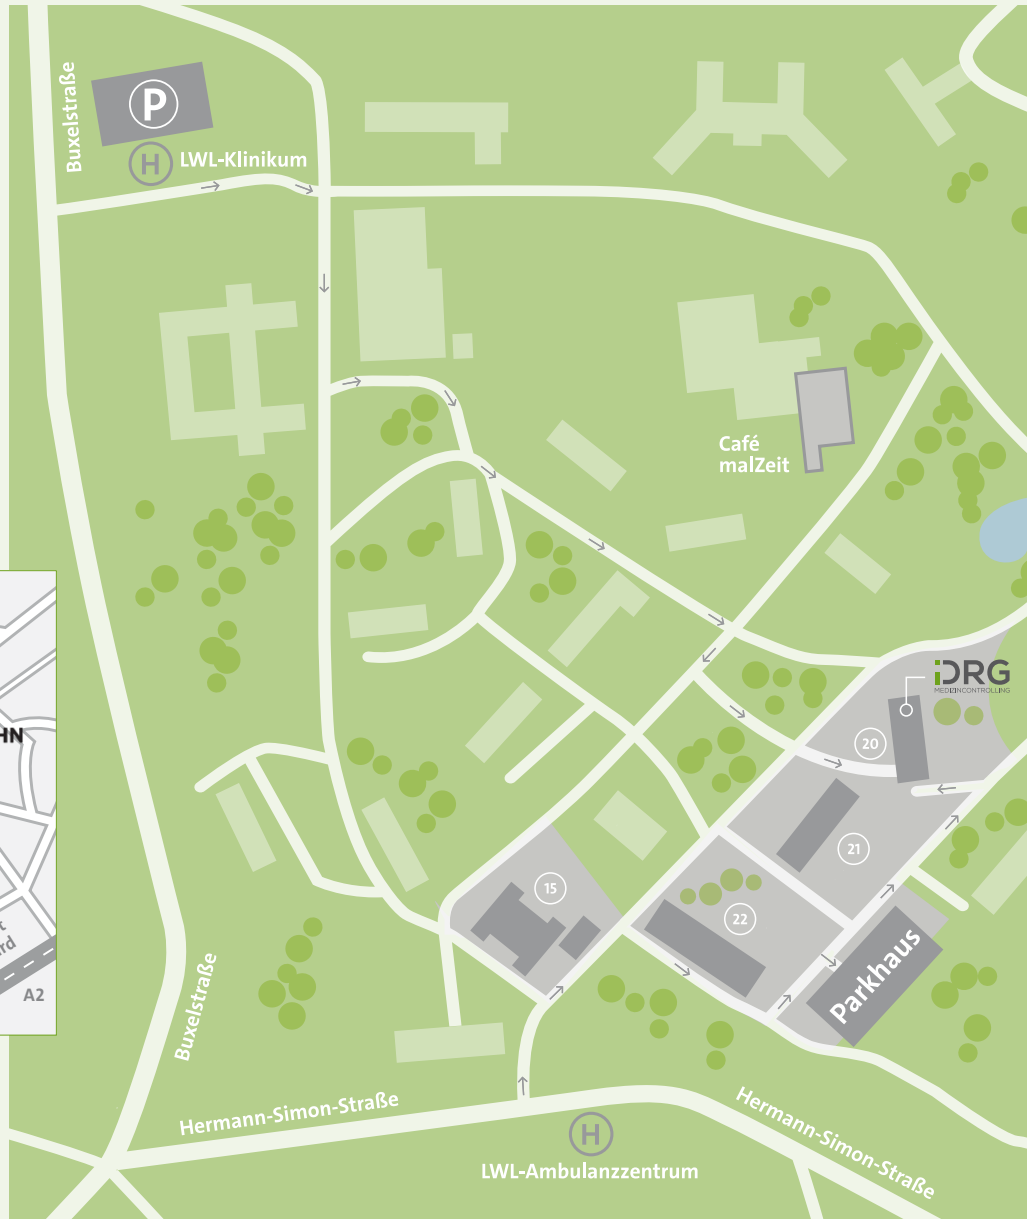 Buxelstraße
P
H LWL-Klinikum
Café
malZeit
iDRG
MEDIZINCONTROLLING
20
HN
21
15
22
t
rd
A2
Parkhaus
Buxelstraße
Hermann-Simon-Straße
Hermann-Simon-Straße
H
LWL-Ambulanzzentrum